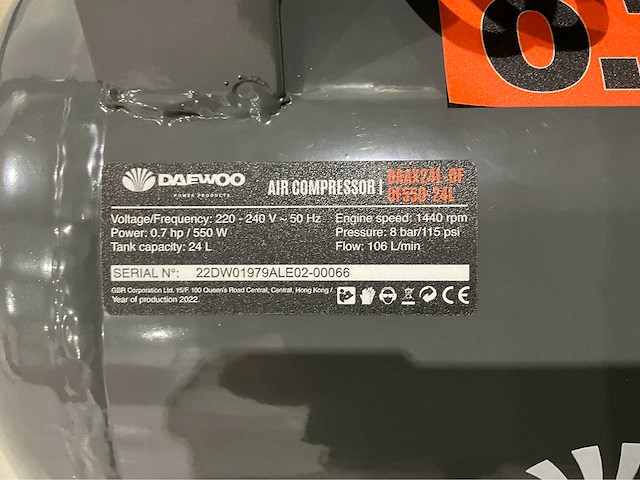 DAEWOO
POWER PRODUCTS
AIR COMPRESSOR | DAAX24L-OF
OF550-24L
Voltage/Frequency: 220 - 240 V ~ 50 Hz
Power: 0.7 hp / 550 W
Tank capacity: 24 L
Engine speed: 1440 rpm
Pressure: 8 bar/115 psi
Flow: 106 L/min
SERIAL N°: 22DW01979ALE02-00066
GBR Corporation Ltd. 15/F, 100 Queen's Road Central, Central, Hong Kong /
Year of production 2022.
CE